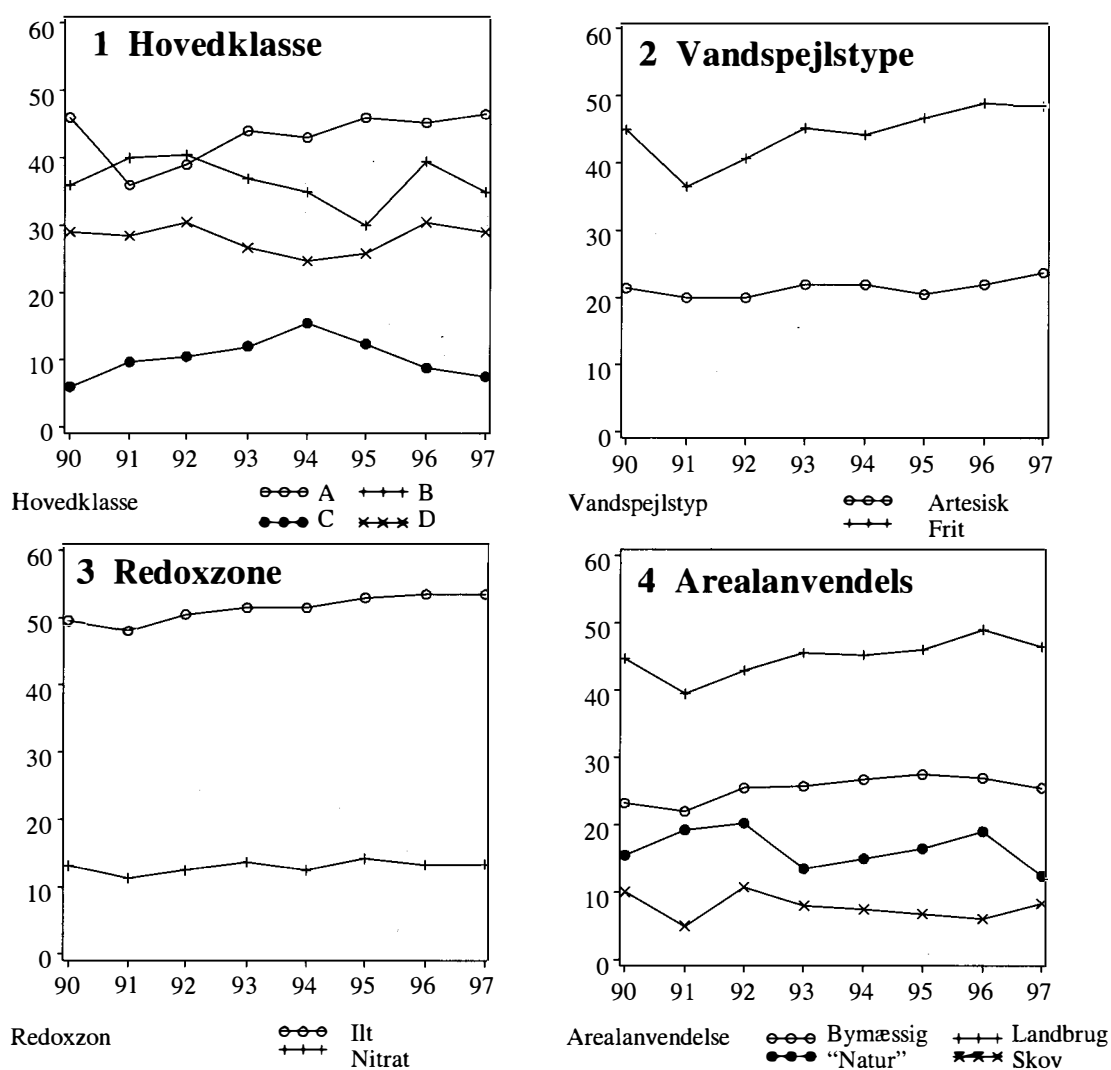 1 Hovedklasse
60
50
40
30
20
10
0
90 91 92 93 94 95 96 97
Hovedklasse
A B
C D
2 Vandspejlstype
60
50
40
30
20
10
0
90 91 92 93 94 95 96 97
Vandspejlstyp
Artesisk
Frit
3 Redoxzone
60
50
40
30
20
10
0
90 91 92 93 94 95 96 97
Redoxzon
Ilt
Nitrat
4 Arealanvendels
60
50
40
30
20
10
0
90 91 92 93 94 95 96 97
Arealanvendelse
Bymæssig Landbrug
“Natur” Skov